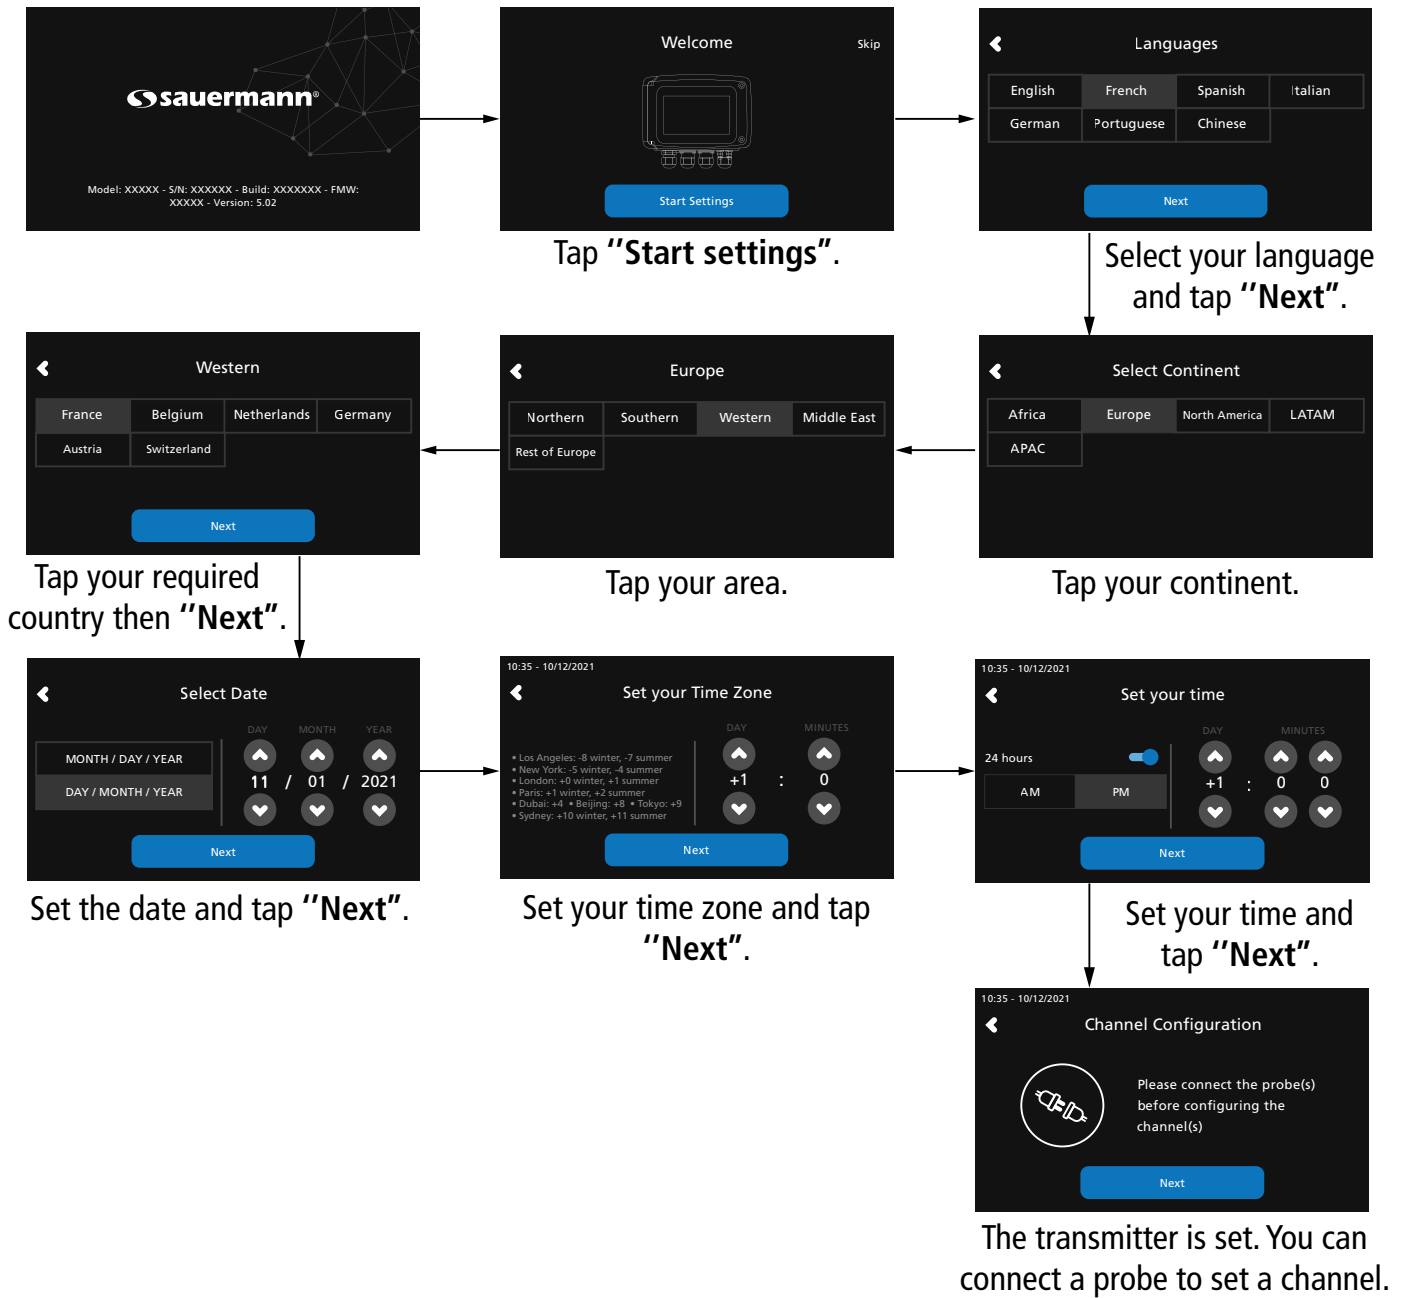 sauermann®
Model: XXXXX - S/N: XXXXXX - Build: XXXXXXX - FMW:
XXXXX - Version: 5.02
Welcome
Skip
Start Settings
Tap ‘‘Start settings”.
Languages
English French Spanish Italian
German Portuguese Chinese
Next
Select your language
and tap ‘‘Next”.
Select Continent
Africa Europe North America LATAM
APAC
Tap your continent.
Europe
Northern Southern Western Middle East
Rest of Europe
Tap your area.
Western
France Belgium Netherlands Germany
Austria Switzerland
Next
Tap your required
country then ‘‘Next”.
Select Date
DAY MONTH YEAR
MONTH / DAY / YEAR
11 / 01 / 2021
DAY / MONTH / YEAR
Next
Set the date and tap ‘‘Next”.
10:35 - 10/12/2021
Set your Time Zone
DAY MINUTES
• Los Angeles: -8 winter, -7 summer
• New York: -5 winter, -4 summer
• London: +0 winter, +1 summer
• Paris: +1 winter, +2 summer
• Dubai: +4 • Beijing: +8 • Tokyo: +9
• Sydney: +10 winter, +11 summer
+1 : 0
Next
Set your time zone and tap
‘‘Next”.
10:35 - 10/12/2021
Set your time
DAY MINUTES
24 hours
AM PM
+1 : 0 0
Next
Set your time and
tap ‘‘Next”.
10:35 - 10/12/2021
Channel Configuration
Please connect the probe(s)
before configuring the
channel(s)
Next
The transmitter is set. You can
connect a probe to set a channel.